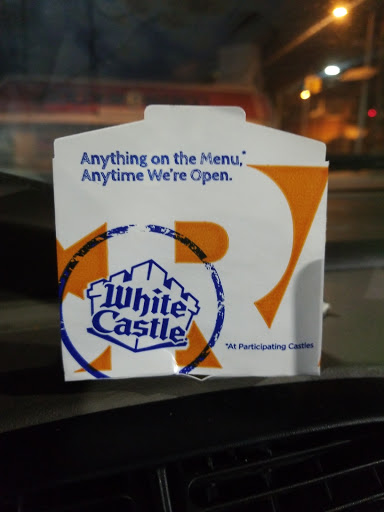 Anything on the Menu,*
Anytime We're Open.
White
Castle
*At Participating Castles